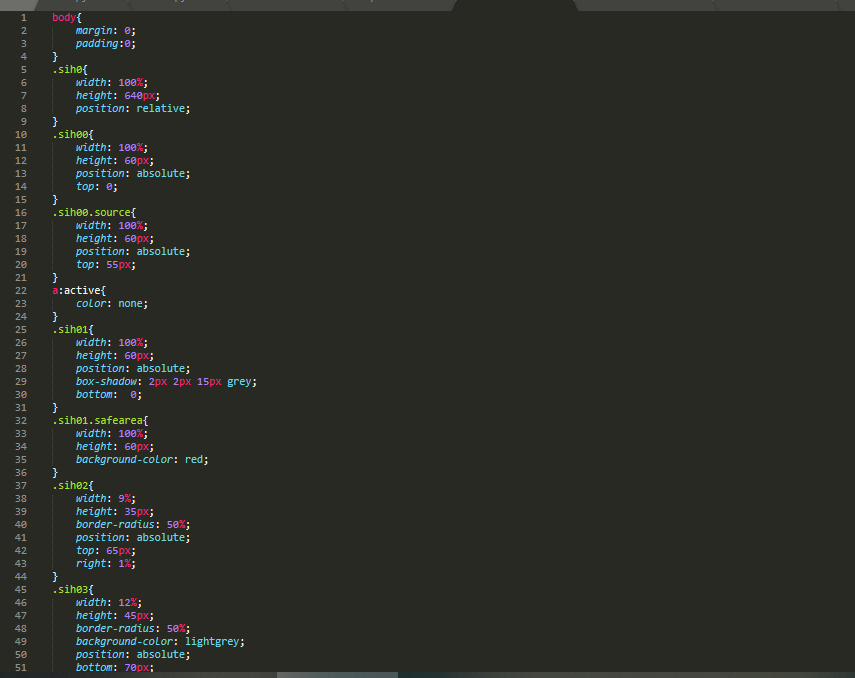 1 body{
2 margin: 0;
3 padding:0;
4 }
5 .sih0{
6 width: 100%;
7 height: 640px;
8 position: relative;
9 }
10 .sih00{
11 width: 100%;
12 height: 60px;
13 position: absolute;
14 top: 0;
15 }
16 .sih00.source{
17 width: 100%;
18 height: 60px;
19 position: absolute;
20 top: 55px;
21 }
22 a:active{
23 color: none;
24 }
25 .sih01{
26 width: 100%;
27 height: 60px;
28 position: absolute;
29 box-shadow: 2px 2px 15px grey;
30 bottom:  0;
31 }
32 .sih01.safearea{
33 width: 100%;
34 height: 60px;
35 background-color: red;
36 }
37 .sih02{
38 width: 9%;
39 height: 35px;
40 border-radius: 50%;
41 position: absolute;
42 top: 65px;
43 right: 1%;
44 }
45 .sih03{
46 width: 12%;
47 height: 45px;
48 border-radius: 50%;
49 background-color: lightgrey;
50 position: absolute;
51 bottom: 70px;